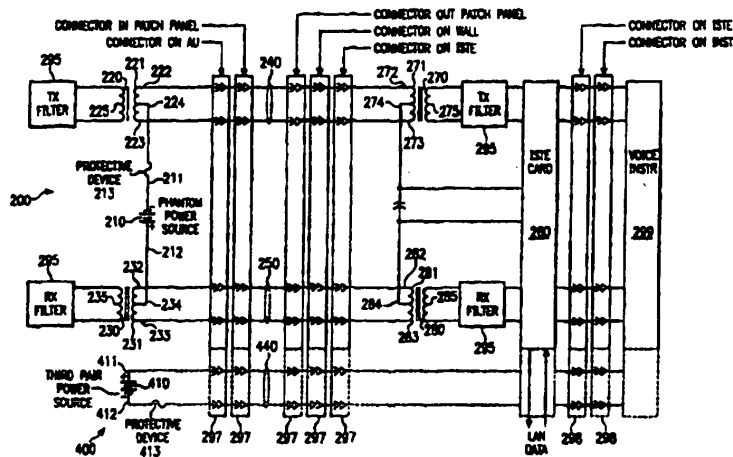 CONNECTOR IN PATCH PANEL
CONNECTOR ON AU
CONNECTOR OUT PATCH PANEL
CONNECTOR ON WALL
CONNECTOR ON ISTE
CONNECTOR ON ISTE
CONNECTOR ON INST
295
TX
FILTER
220
221
222
225
224
223
240
272
271
270
274
275
273
TX
FILTER
295
ISTE
CARD
290
VOICE
INSTR
299
PROTECTIVE
DEVICE
213
211
200
210
PHANTOM
POWER
SOURCE
212
295
RX
FILTER
235
232
234
230
233
231
250
282
281
284
285
283
280
RX
FILTER
295
411
THIRD PAIR
POWER
SOURCE
410
412
440
400
PROTECTIVE
DEVICE
413
297
297
297
297
297
LAN
DATA
298
298